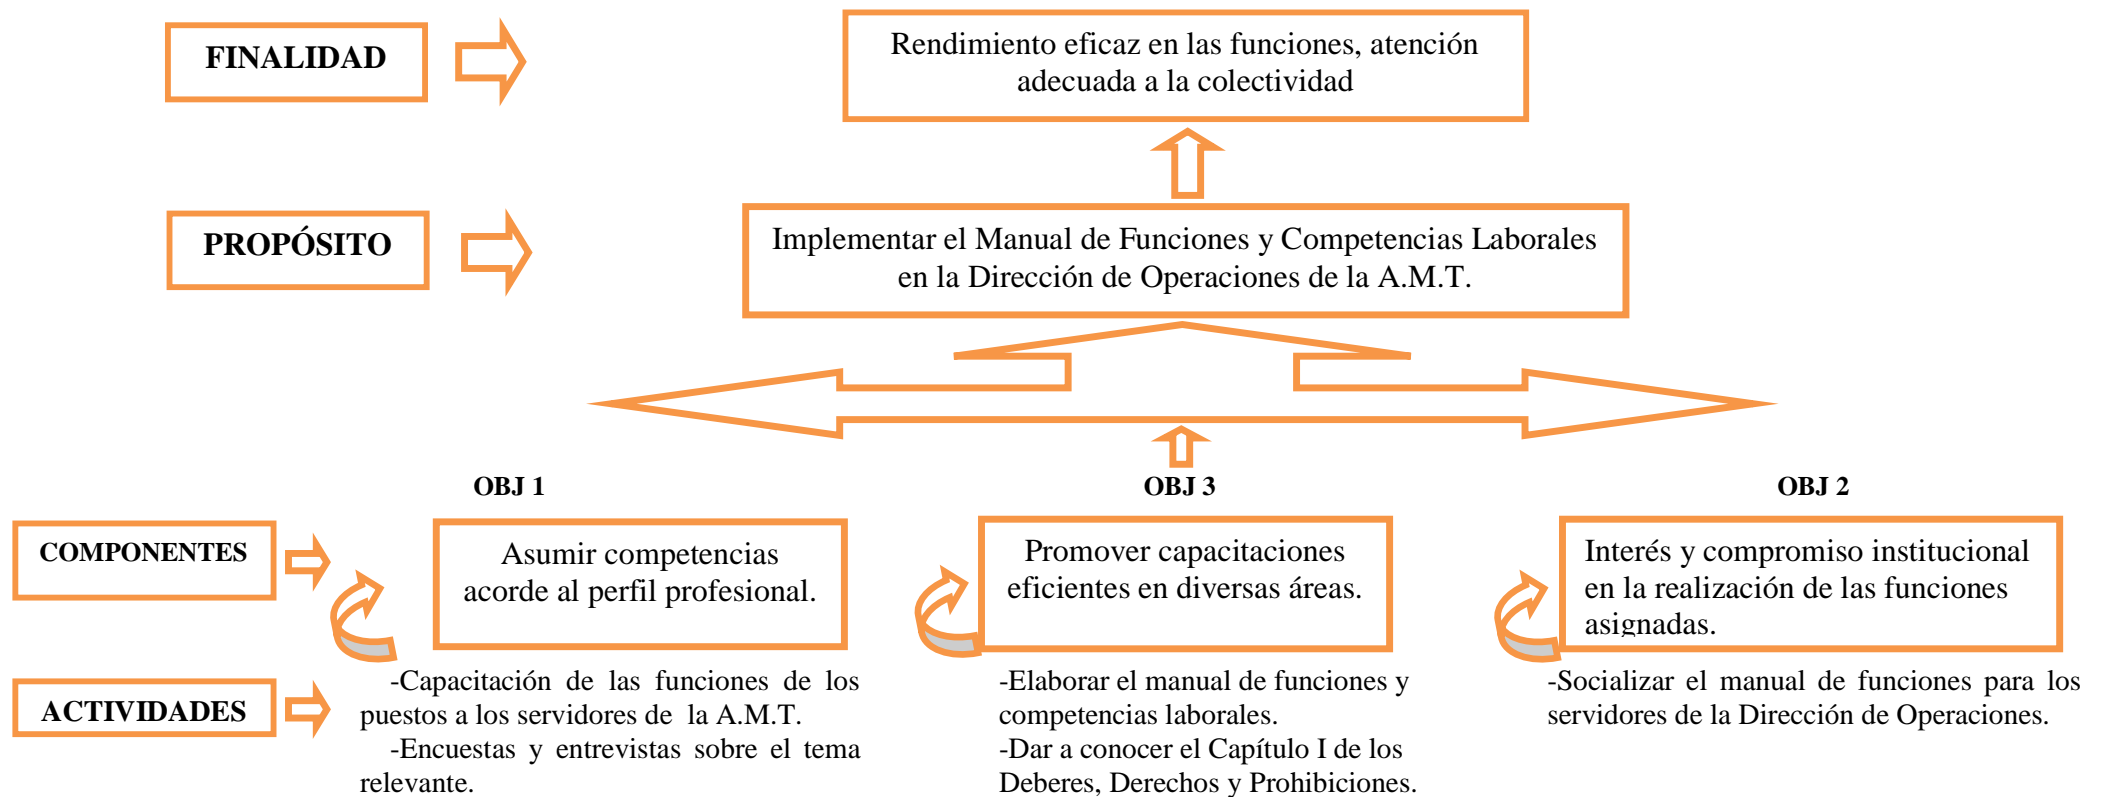 FINALIDAD
Rendimiento eficaz en las funciones, atención
adecuada a la colectividad
PROPÓSITO
Implementar el Manual de Funciones y Competencias Laborales
en la Dirección de Operaciones de la A.M.T.
OBJ 1
OBJ 3
OBJ 2
COMPONENTES
Asumir competencias
acorde al perfil profesional.
Promover capacitaciones
eficientes en diversas áreas.
Interés y compromiso institucional
en la realización de las funciones
asignadas.
ACTIVIDADES
-Capacitación de las funciones de los
puestos a los servidores de la A.M.T.
-Encuestas y entrevistas sobre el tema
relevante.
-Elaborar el manual de funciones y
competencias laborales.
-Dar a conocer el Capítulo I de los
Deberes, Derechos y Prohibiciones.
-Socializar el manual de funciones para los
servidores de la Dirección de Operaciones.